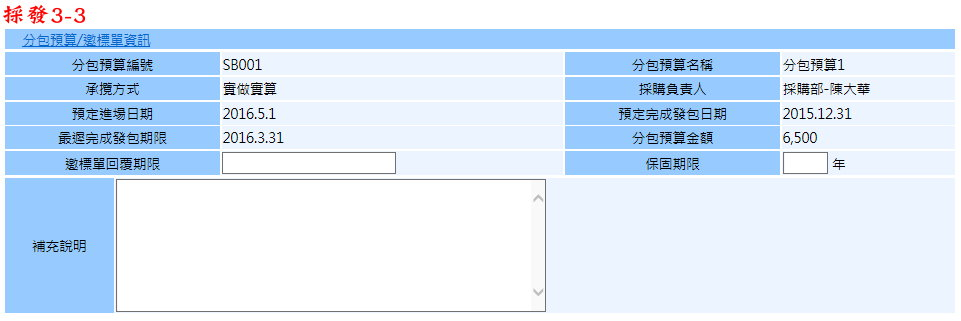 採發3-3
分包預算/邀標單資訊
分包預算編號 SB001 分包預算名稱 分包預算1
承攬方式 實做實算 採購負責人 採購部-陳大華
預定進場日期 2016.5.1 預定完成發包日期 2015.12.31
最遲完成發包期限 2016.3.31 分包預算金額 6,500
邀標單回覆期限 保固期限 年
補充說明